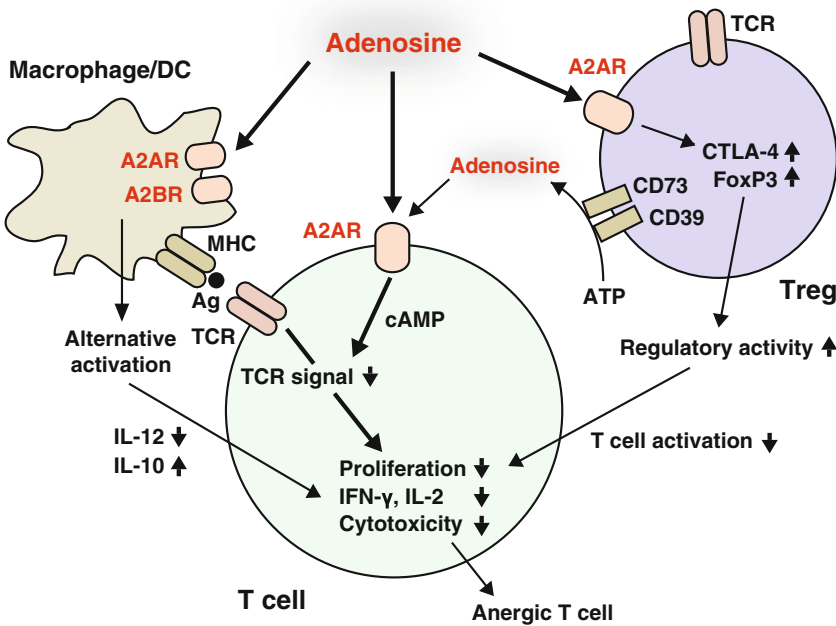 Adenosine
TCR
Macrophage/DC
A2AR
A2AR
CTLA-4
FoxP3
Adenosine
A2BR
CD73
CD39
A2AR
MHC
Ag
TCR
ATP
Treg
cAMP
Alternative
activation
TCR signal
Regulatory activity
IL-12
IL-10
T cell activation
Proliferation
IFN-γ, IL-2
Cytotoxicity
T cell
Anergic T cell